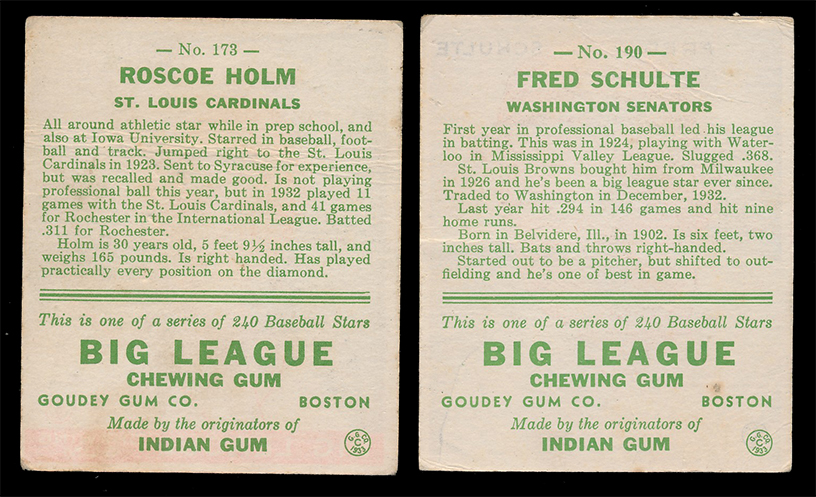 — No. 173 —
ROSCOE HOLM
ST. LOUIS CARDINALS
All around athletic star while in prep school, and
also at Iowa University. Starred in baseball, foot-
ball and track. Jumped right to the St. Louis
Cardinals in 1923. Sent to Syracuse for experience,
but was recalled and made good. Is not playing
professional ball this year, but in 1932 played 11
games with the St. Louis Cardinals, and 41 games
for Rochester in the International League. Batted
.311 for Rochester.
Holm is 30 years old, 5 feet 9½ inches tall, and
weighs 165 pounds. Is right handed. Has played
practically every position on the diamond.
This is one of a series of 240 Baseball Stars
BIG LEAGUE
CHEWING GUM
GOUDEY GUM CO. BOSTON
Made by the originators of
INDIAN GUM
G. G. CO.
C
1933
— No. 190 —
FRED SCHULTE
WASHINGTON SENATORS
First year in professional baseball led his league
in batting. This was in 1924, playing with Water-
loo in Mississippi Valley League. Slugged .368.
St. Louis Browns bought him from Milwaukee
in 1926 and he's been a big league star ever since.
Traded to Washington in December, 1932.
Last year hit .294 in 146 games and hit nine
home runs.
Born in Belvidere, Ill., in 1902. Is six feet, two
inches tall. Bats and throws right-handed.
Started out to be a pitcher, but shifted to out-
fielding and he's one of best in game.
This is one of a series of 240 Baseball Stars
BIG LEAGUE
CHEWING GUM
GOUDEY GUM CO. BOSTON
Made by the originators of
INDIAN GUM
G. G. CO.
C
1933